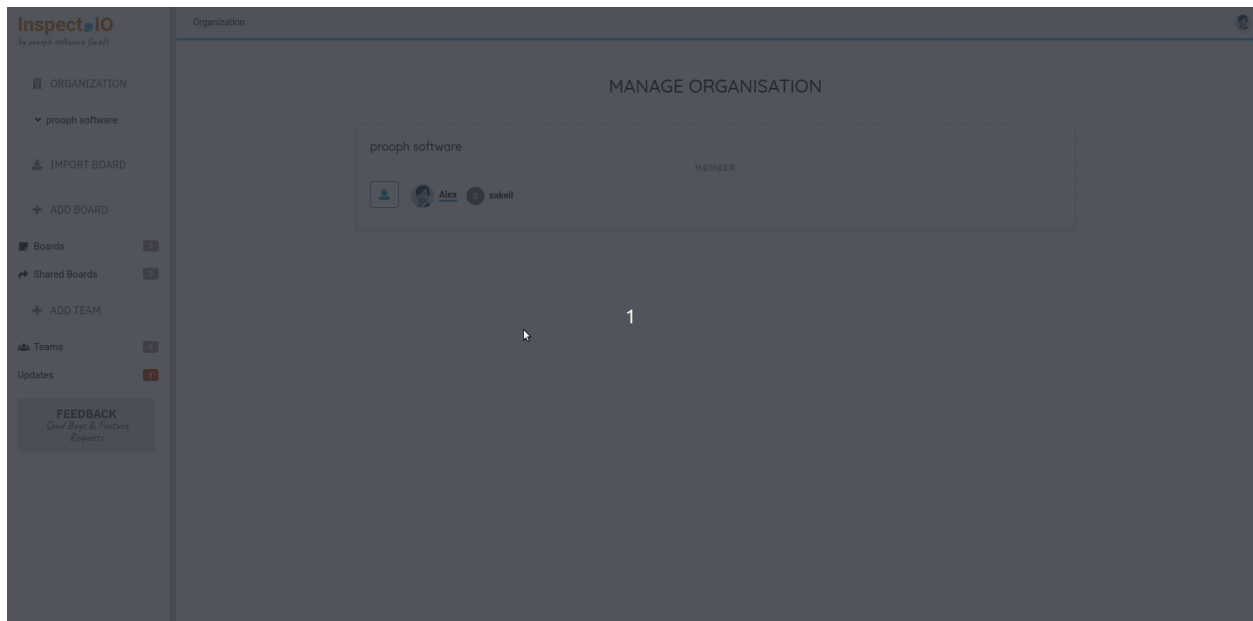 Inspect IO
by prooph software GmbH
Organization
ORGANIZATION
prooph software
IMPORT BOARD
ADD BOARD
Boards
Shared Boards
ADD TEAM
Teams
Updates
1
FEEDBACK
Send Bugs & Feature
Requests
MANAGE ORGANISATION
prooph software
MEMBER
Alex sakeil
1